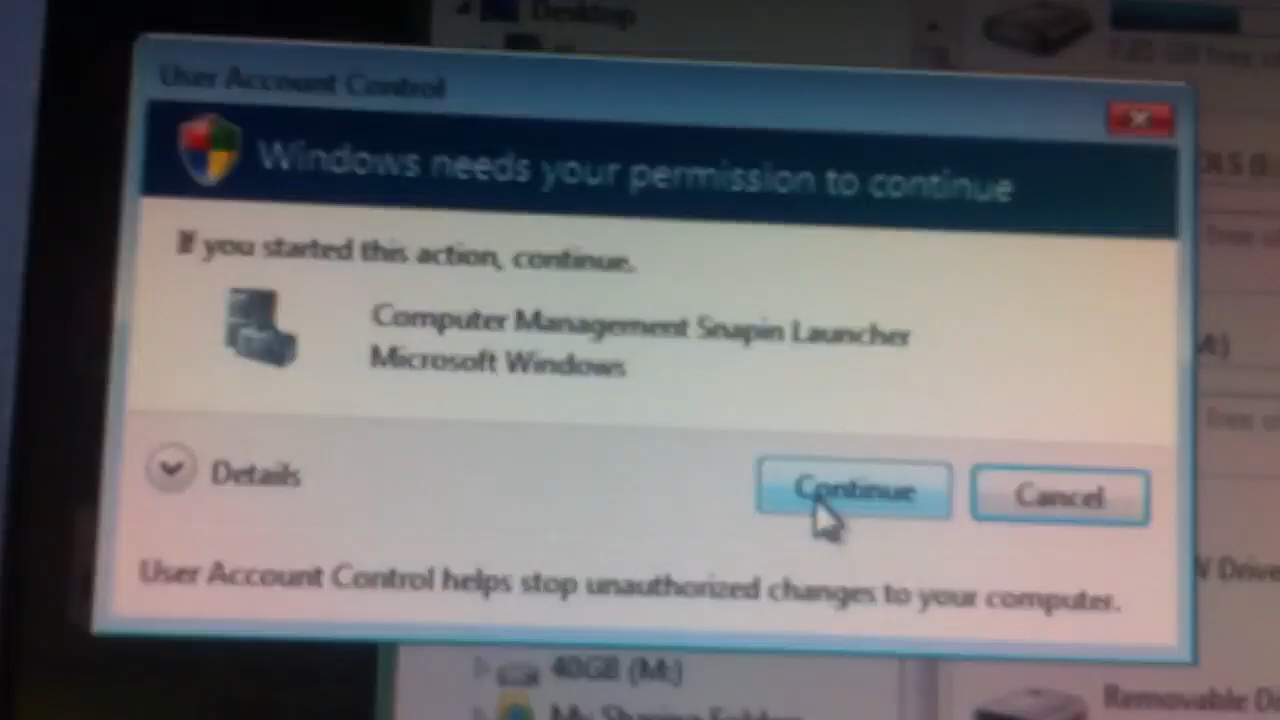 Desktop
User Account Control
Windows needs your permission to continue
If you started this action, continue.
Computer Management Snapin Launcher
Microsoft Windows
Details
Continue
Cancel
User Account Control helps stop unauthorized changes to your computer.
40GB (M:)
Removable Di